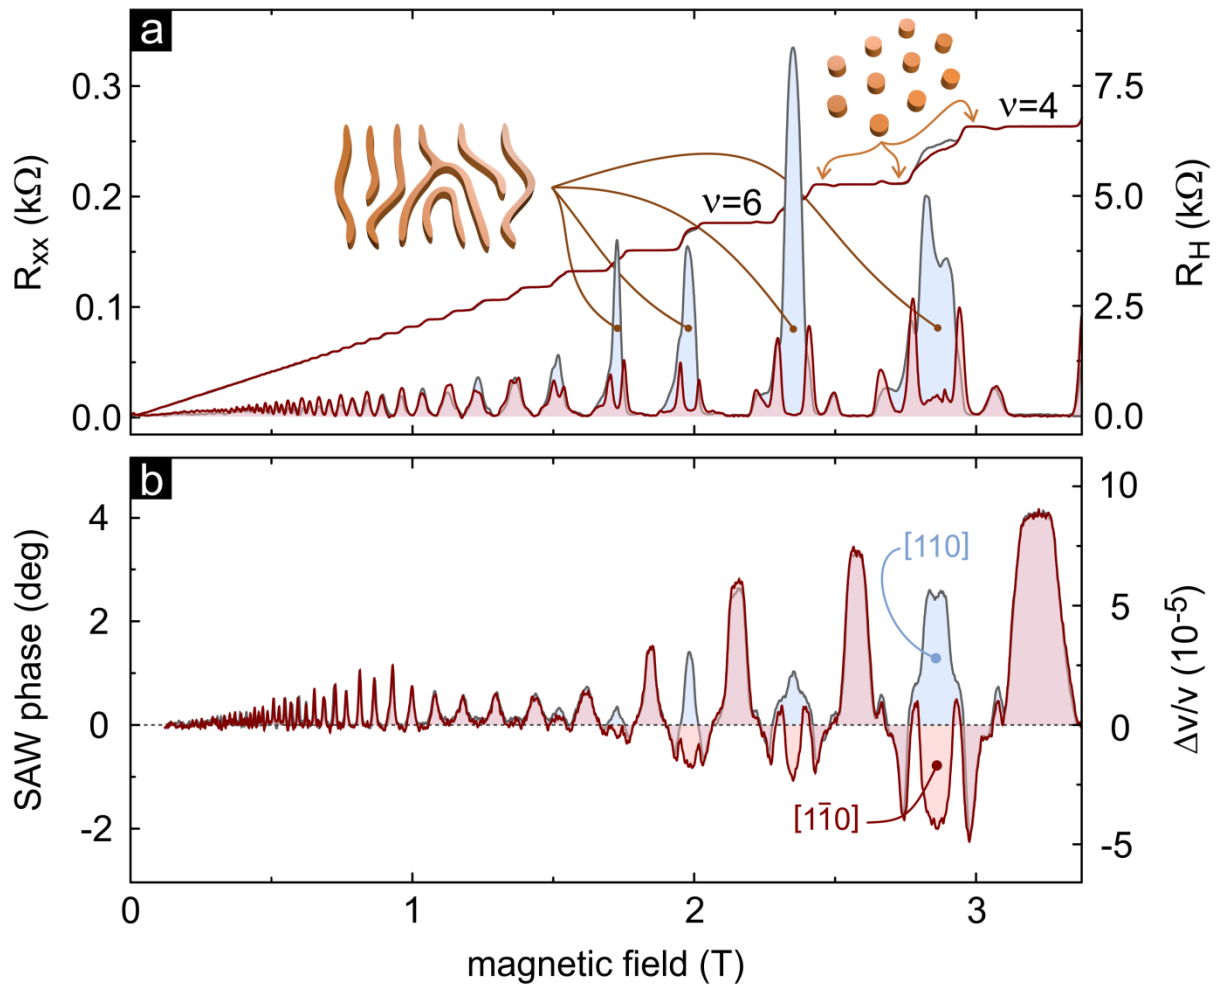 a
R_xx (kΩ)
0.3
0.2
0.1
0.0
ν=6
ν=4
7.5
5.0
2.5
0.0
R_H (kΩ)
b
SAW phase (deg)
4
2
0
-2
[110]
[11̄0]
10
5
0
-5
Δv/v (10⁻⁵)
0 1 2 3
magnetic field (T)